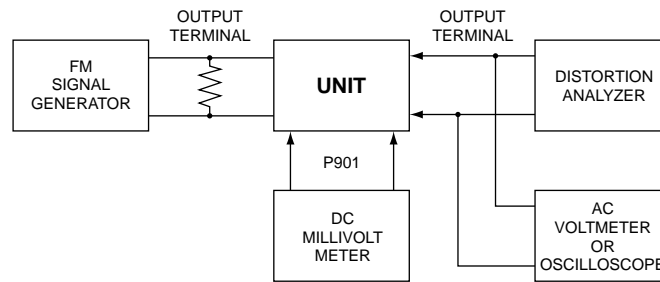 OUTPUT
TERMINAL
OUTPUT
TERMINAL
FM
SIGNAL
GENERATOR
UNIT
DISTORTION
ANALYZER
P901
DC
MILLIVOLT
METER
AC
VOLTMETER
OR
OSCILLOSCOPE